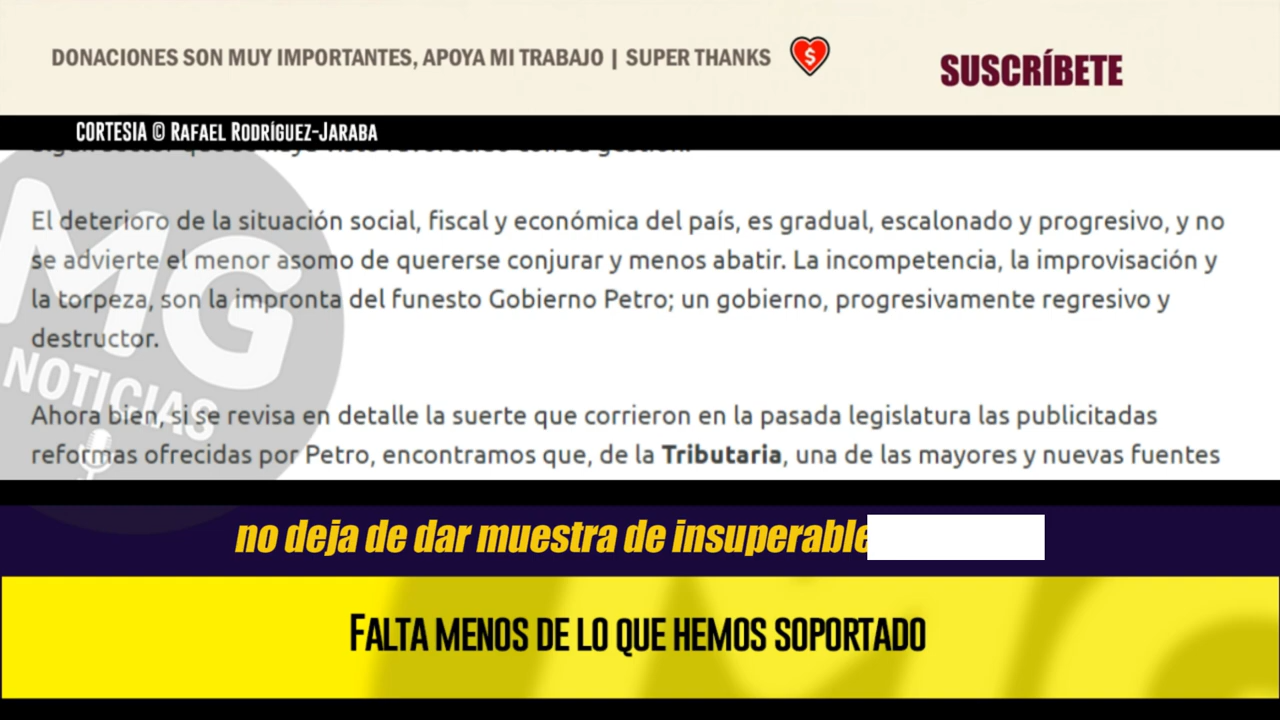 DONACIONES SON MUY IMPORTANTES, APOYA MI TRABAJO | SUPER THANKS
SUSCRÍBETE
CORTESIA © RAFAEL RODRÍGUEZ-JARABA
El deterioro de la situación social, fiscal y económica del país, es gradual, escalonado y progresivo, y no
se advierte el menor asomo de quererse conjurar y menos abatir. La incompetencia, la improvisación y
la torpeza, son la impronta del funesto Gobierno Petro; un gobierno, progresivamente regresivo y
destructor.
Ahora bien, si se revisa en detalle la suerte que corrieron en la pasada legislatura las publicitadas
reformas ofrecidas por Petro, encontramos que, de la Tributaria, una de las mayores y nuevas fuentes
MG
NOTICIAS
no deja de dar muestra de insuperable
FALTA MENOS DE LO QUE HEMOS SOPORTADO